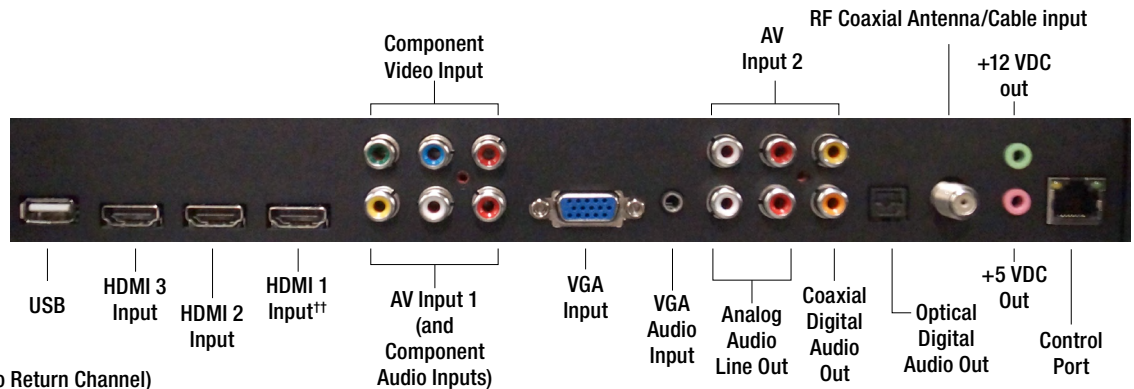 RF Coaxial Antenna/Cable input
Component
Video Input
AV
Input 2
+12 VDC
out
USB
HDMI 3
Input
HDMI 2
Input
HDMI 1
Input††
AV Input 1
(and
Component
Audio Inputs)
VGA
Input
VGA
Audio
Input
Analog
Audio
Line Out
Coaxial
Digital
Audio
Out
Optical
Digital
Audio Out
+5 VDC
Out
Control
Port
Return Channel)